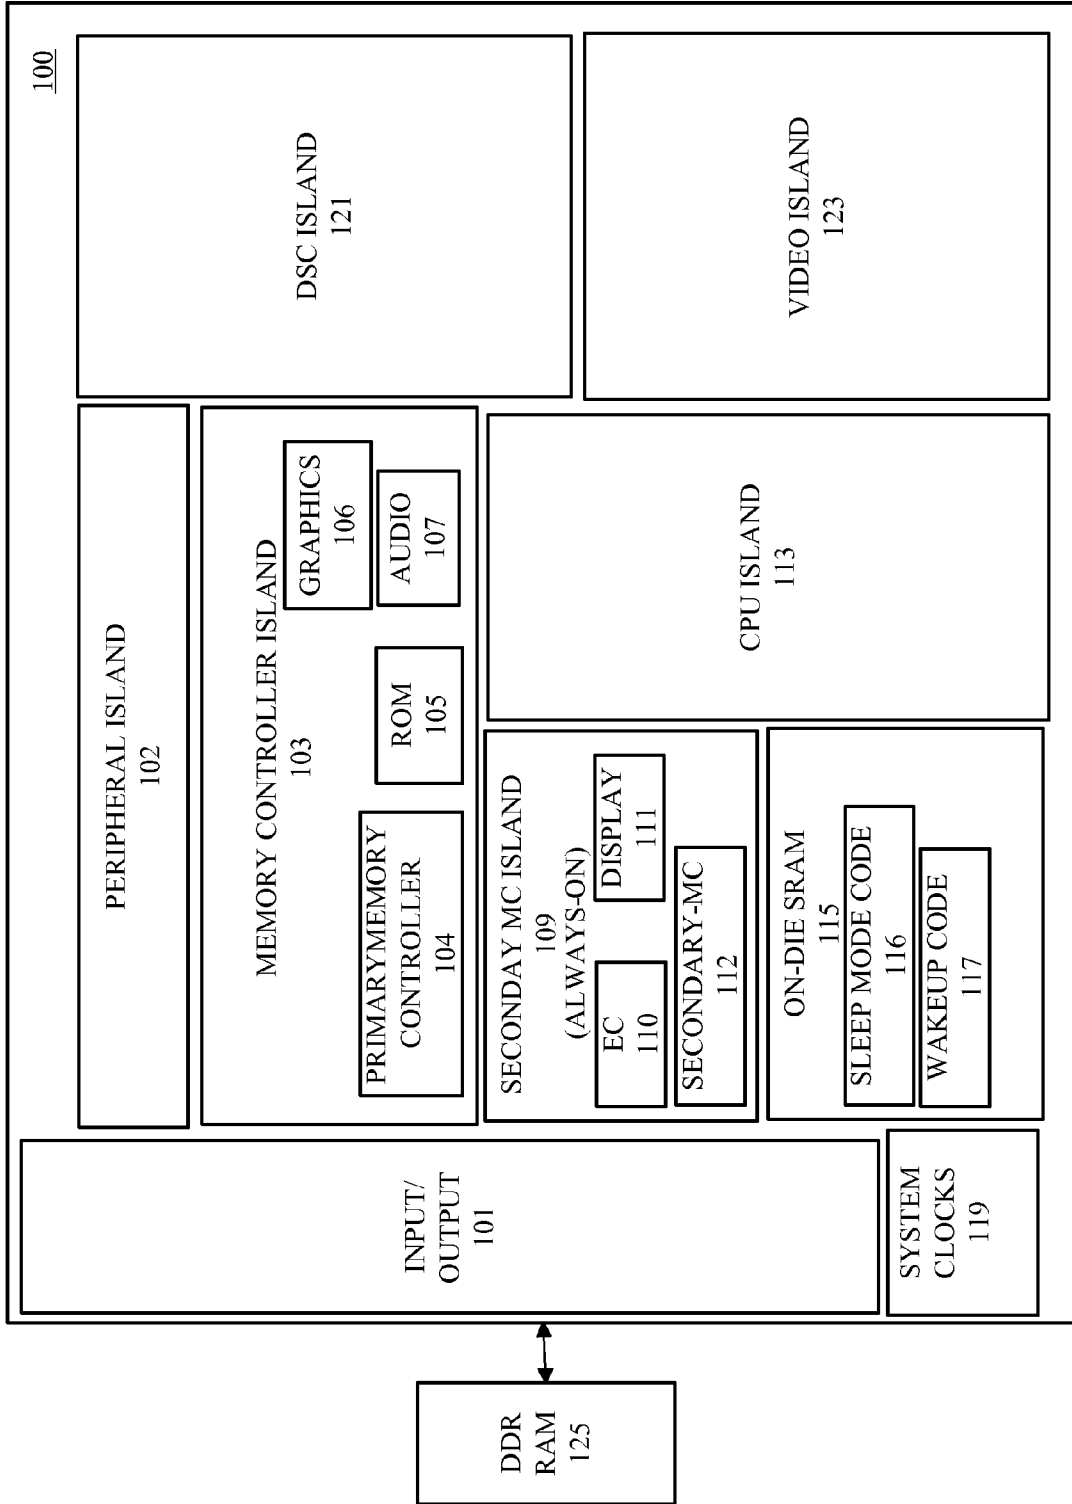 100
PERIPHERAL ISLAND
102
DSC ISLAND
121
MEMORY CONTROLLER ISLAND
103
GRAPHICS
106
AUDIO
107
ROM
105
PRIMARYMEMORY
CONTROLLER
104
INPUT/
OUTPUT
101
SECONDAY MC ISLAND
109
(ALWAYS-ON)
EC
110
DISPLAY
111
SECONDARY-MC
112
CPU ISLAND
113
VIDEO ISLAND
123
ON-DIE SRAM
115
SLEEP MODE CODE
116
WAKEUP CODE
117
SYSTEM
CLOCKS
119
DDR
RAM
125